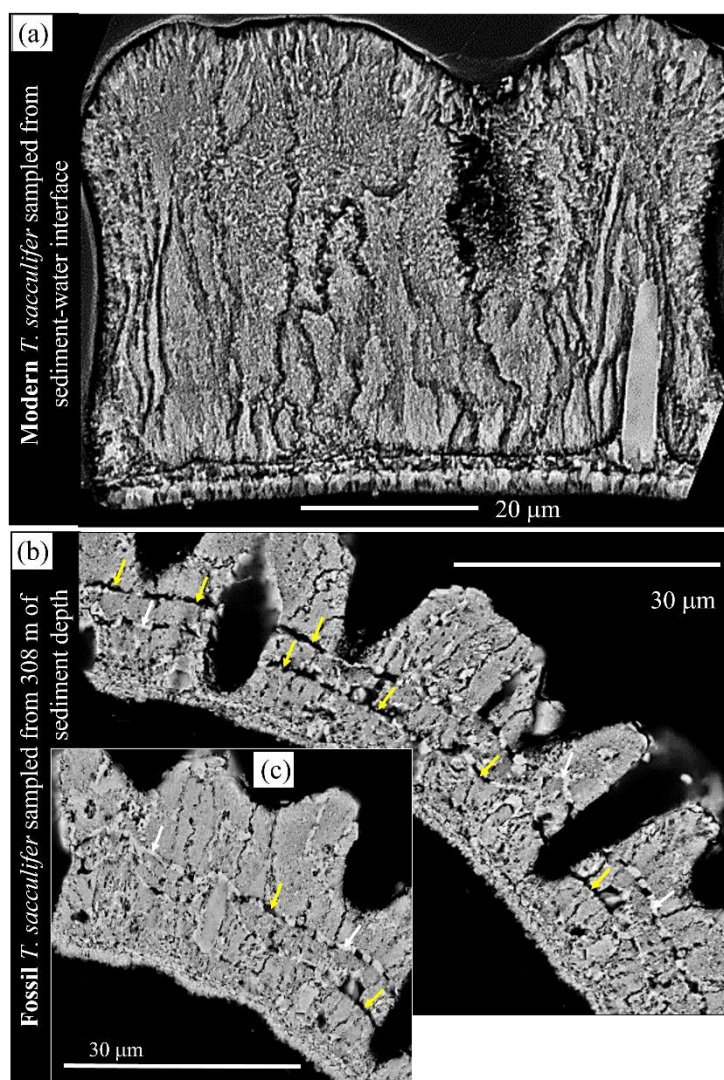 (a)
Modern T. sacculifer sampled from
sediment-water interface
20 μm
(b)
30 μm
Fossil T. sacculifer sampled from 308 m of
sediment depth
(c)
30 μm